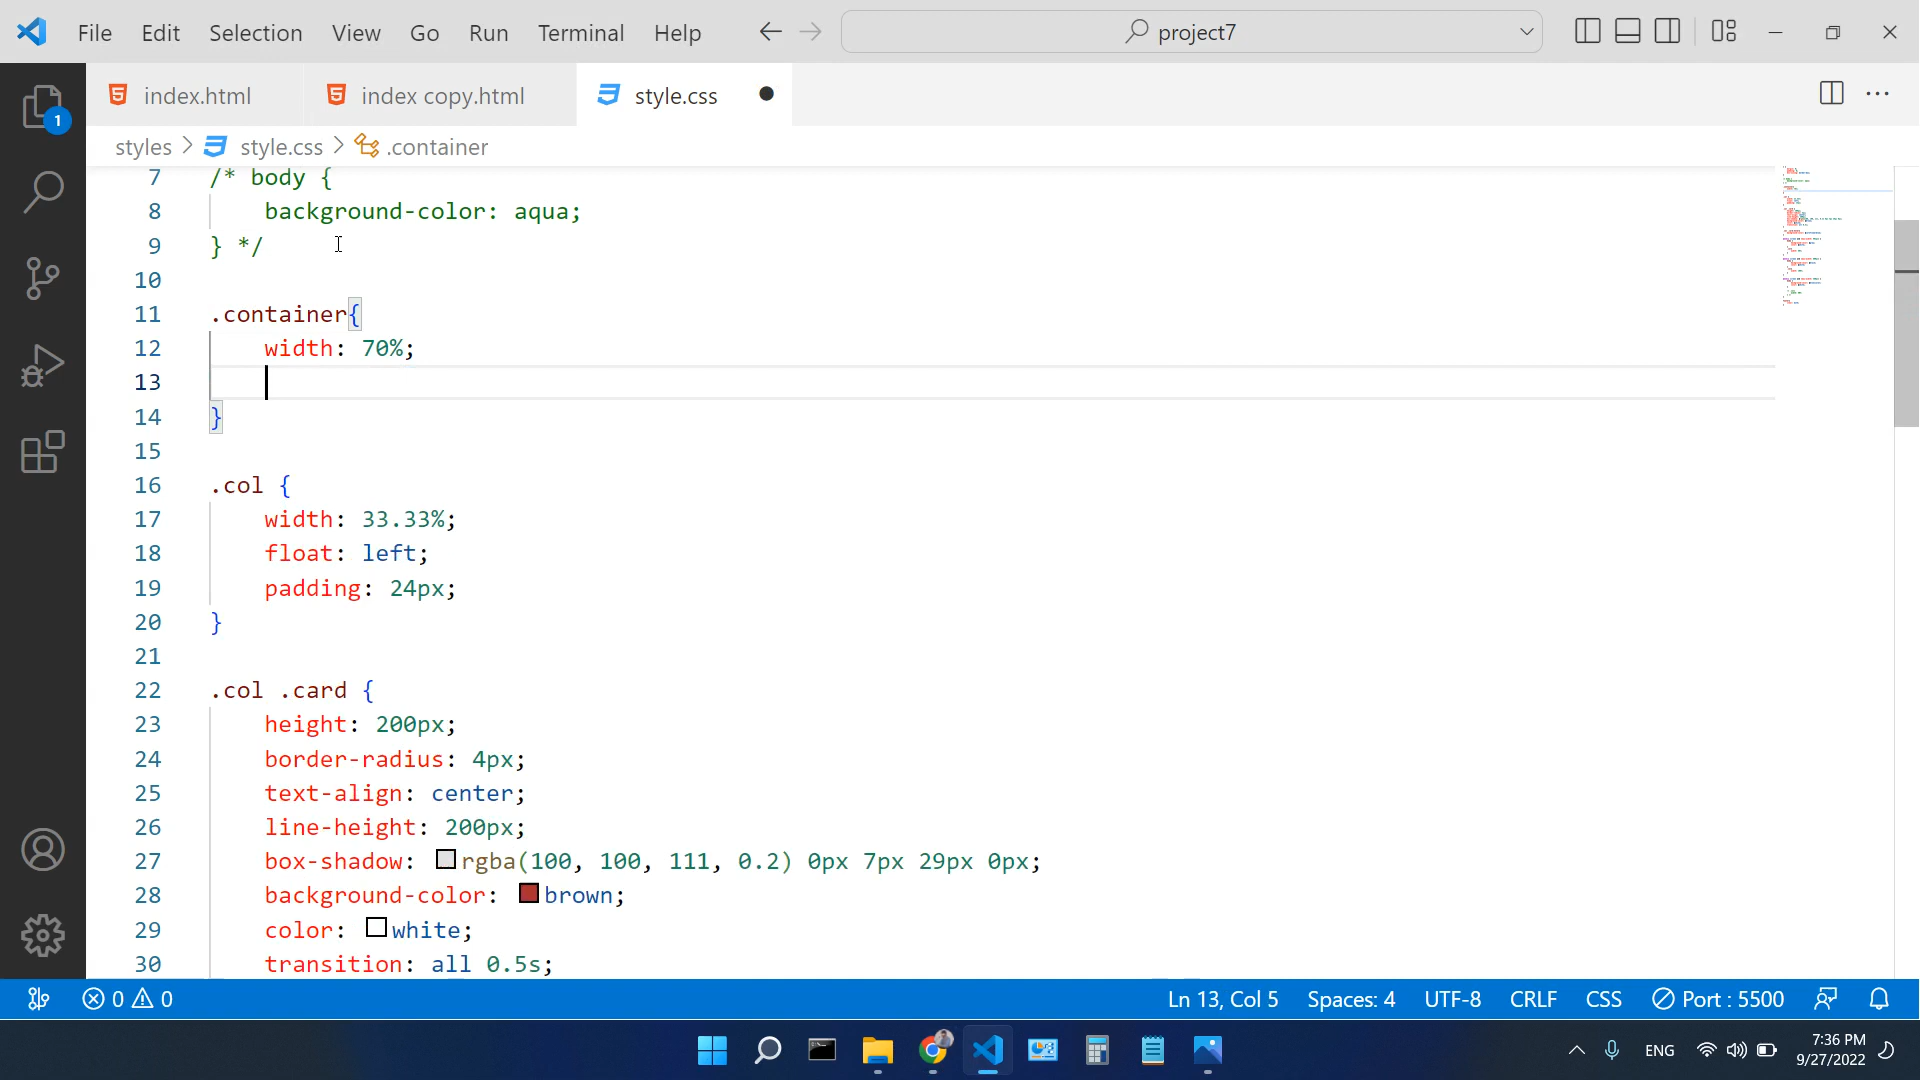 File Edit Selection View Go Run Terminal Help project7
index.html index copy.html style.css
styles > style.css > .container
7 /* body {
8 background-color: aqua;
9 } */
10
11 .container{
12 width: 70%;
13
14 }
15
16 .col {
17 width: 33.33%;
18 float: left;
19 padding: 24px;
20 }
21
22 .col .card {
23 height: 200px;
24 border-radius: 4px;
25 text-align: center;
26 line-height: 200px;
27 box-shadow: rgba(100, 100, 111, 0.2) 0px 7px 29px 0px;
28 background-color: brown;
29 color: white;
30 transition: all 0.5s;
1
0 0 Ln 13, Col 5 Spaces: 4 UTF-8 CRLF CSS Port : 5500
ENG 7:36 PM
9/27/2022